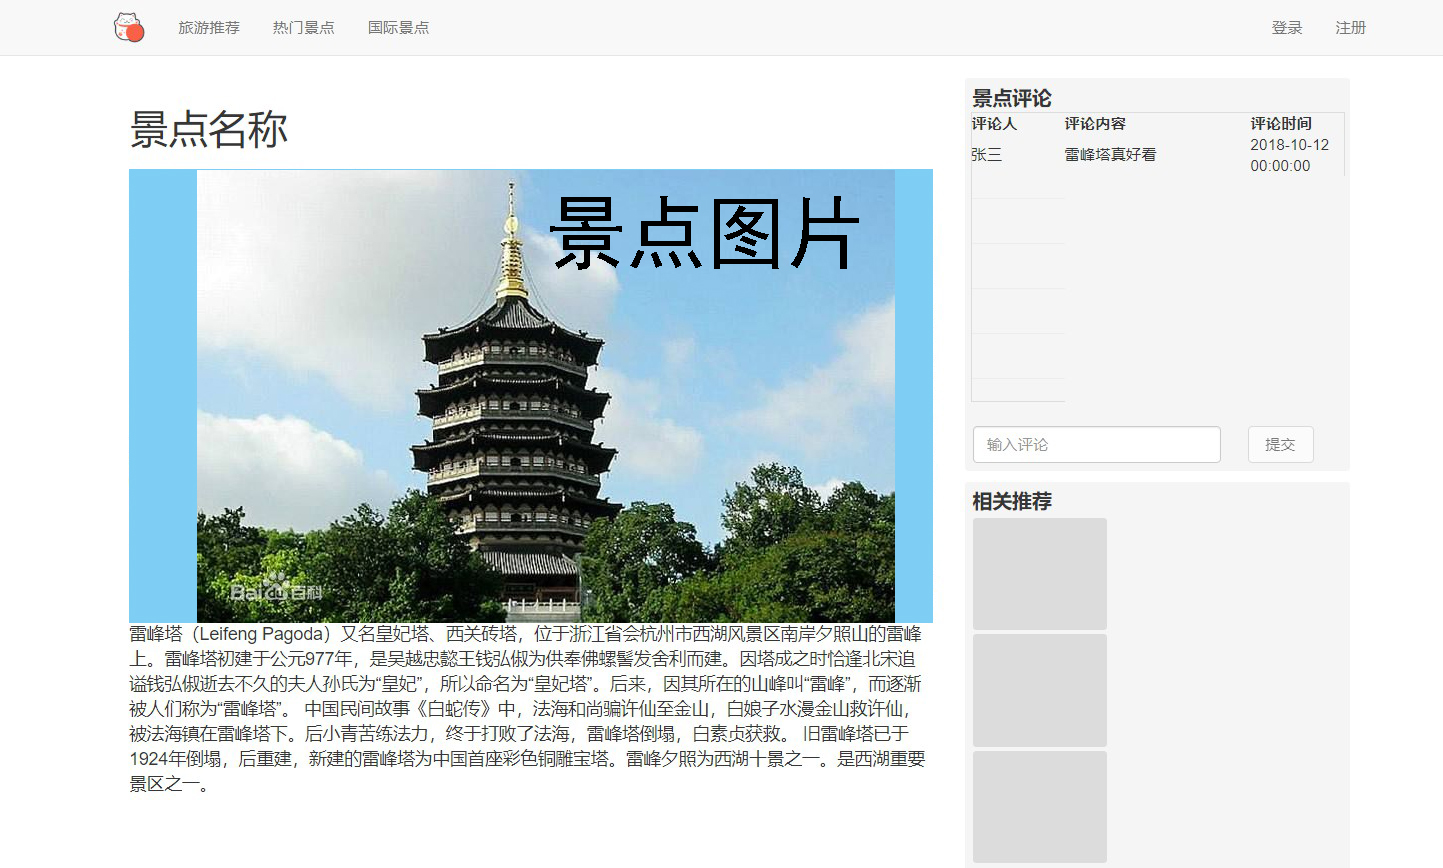 旅游推荐 热门景点 国际景点 登录 注册
景点名称
景点图片
Bai百科
雷峰塔（Leifeng Pagoda）又名皇妃塔、西关砖塔，位于浙江省会杭州市西湖风景区南岸夕照山的雷峰
上。雷峰塔初建于公元977年，是吴越忠懿王钱弘俶为供奉佛螺髻发舍利而建。因塔成之时恰逢北宋追
谥钱弘俶逝去不久的夫人孙氏为“皇妃”，所以命名为“皇妃塔”。后来，因其所在的山峰叫“雷峰”，而逐渐
被人们称为“雷峰塔”。 中国民间故事《白蛇传》中，法海和尚骗许仙至金山，白娘子水漫金山救许仙，
被法海镇在雷峰塔下。后小青苦练法力，终于打败了法海，雷峰塔倒塌，白素贞获救。 旧雷峰塔已于
1924年倒塌，后重建，新建的雷峰塔为中国首座彩色铜雕宝塔。雷峰夕照为西湖十景之一。是西湖重要
景区之一。
景点评论
评论人 评论内容 评论时间
张三 雷峰塔真好看 2018-10-12
00:00:00
输入评论 提交
相关推荐